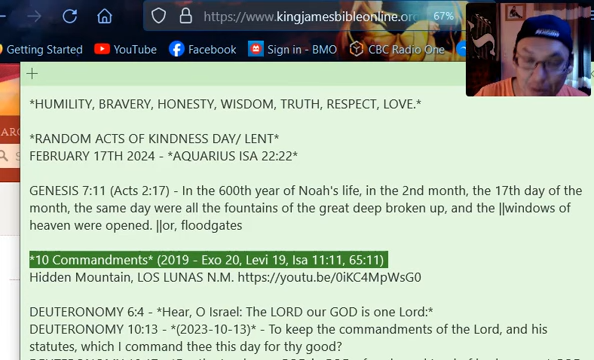 https://www.kingjamesbibleonline.or
67%
Getting Started
YouTube
Facebook
Sign in - BMO
CBC Radio One
*HUMILITY, BRAVERY, HONESTY, WISDOM, TRUTH, RESPECT, LOVE.*
*RANDOM ACTS OF KINDNESS DAY/ LENT*
FEBRUARY 17TH 2024 - *AQUARIUS ISA 22:22*
GENESIS 7:11 (Acts 2:17) - In the 600th year of Noah's life, in the 2nd month, the 17th day of the
month, the same day were all the fountains of the great deep broken up, and the ||windows of
heaven were opened. ||or, floodgates
*10 Commandments* (2019 - Exo 20, Levi 19, Isa 11:11, 65:11)
Hidden Mountain, LOS LUNAS N.M. https://youtu.be/0iKC4MpWsG0
DEUTERONOMY 6:4 - *Hear, O Israel: The LORD our GOD is one Lord:*
DEUTERONOMY 10:13 - *(2023-10-13)* - To keep the commandments of the Lord, and his
statutes, which I command thee this day for thy good?